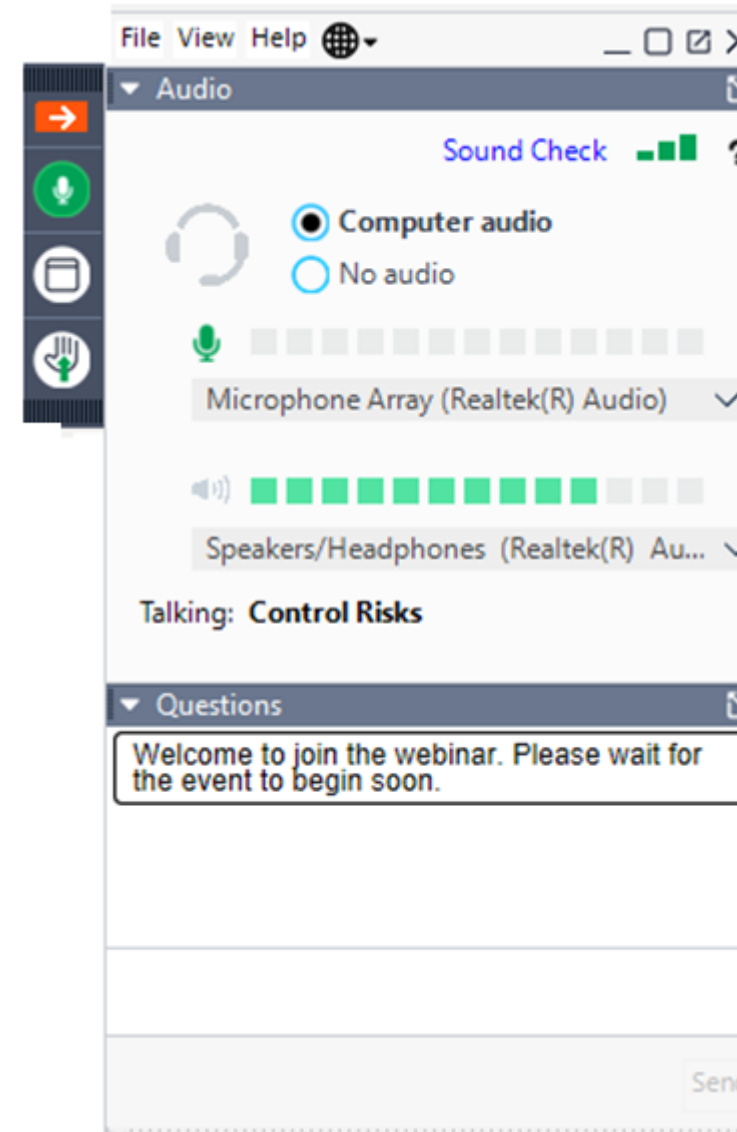 File View Help
Audio
Sound Check
Computer audio
No audio
Microphone Array (Realtek(R) Audio)
Speakers/Headphones (Realtek(R) Au...
Talking: Control Risks
Questions
Welcome to join the webinar. Please wait for
the event to begin soon.